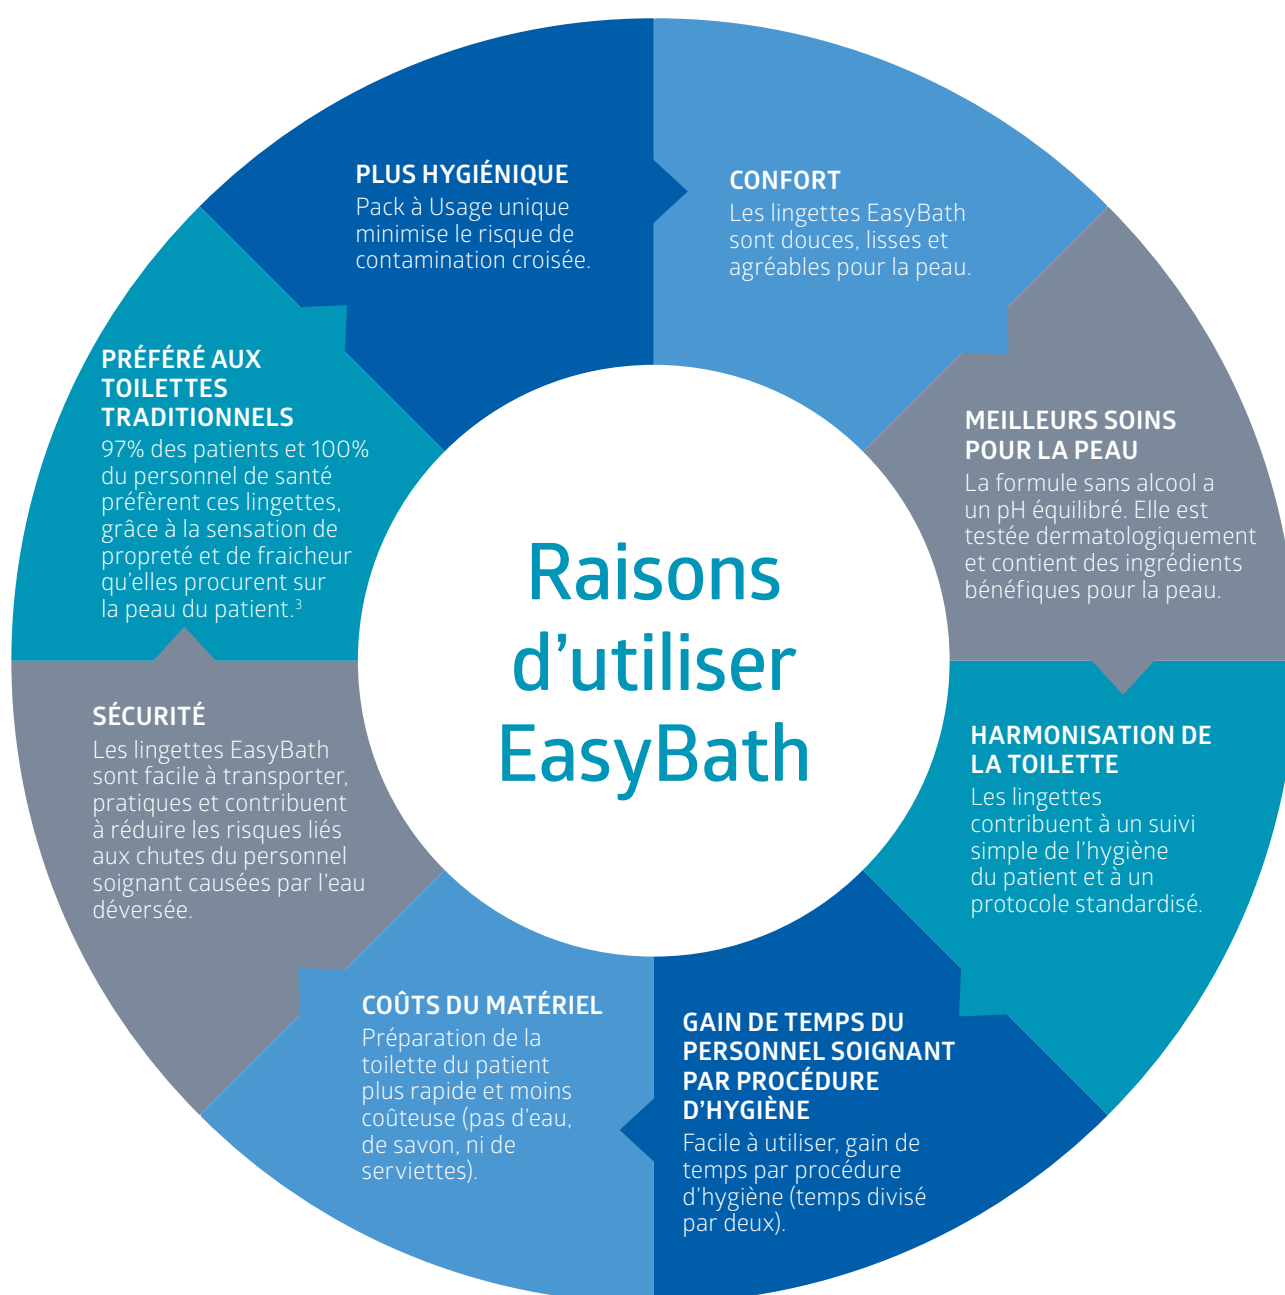 PLUS HYGIÉNIQUE
Pack à Usage unique
minimise le risque de
contamination croisée.
CONFORT
Les lingettes EasyBath
sont douces, lisses et
agréables pour la peau.
MEILLEURS SOINS
POUR LA PEAU
La formule sans alcool a
un pH équilibré. Elle est
testée dermatologiquement
et contient des ingrédients
bénéfiques pour la peau.
HARMONISATION DE
LA TOILETTE
Les lingettes
contribuent à un suivi
simple de l'hygiène
du patient et à un
protocole standardisé.
GAIN DE TEMPS DU
PERSONNEL SOIGNANT
PAR PROCÉDURE
D'HYGIÈNE
Facile à utiliser, gain de
temps par procédure
d'hygiène (temps divisé
par deux).
COÛTS DU MATÉRIEL
Préparation de la
toilette du patient
plus rapide et moins
coûteuse (pas d'eau,
de savon, ni de
serviettes).
SÉCURITÉ
Les lingettes EasyBath
sont facile à transporter,
pratiques et contribuent
à réduire les risques liés
aux chutes du personnel
soignant causées par l'eau
déversée.
PRÉFÉRÉ AUX
TOILETTES
TRADITIONNELS
97% des patients et 100%
du personnel de santé
préfèrent ces lingettes,
grâce à la sensation de
propreté et de fraicheur
qu'elles procurent sur
la peau du patient.³
Raisons
d'utiliser
EasyBath